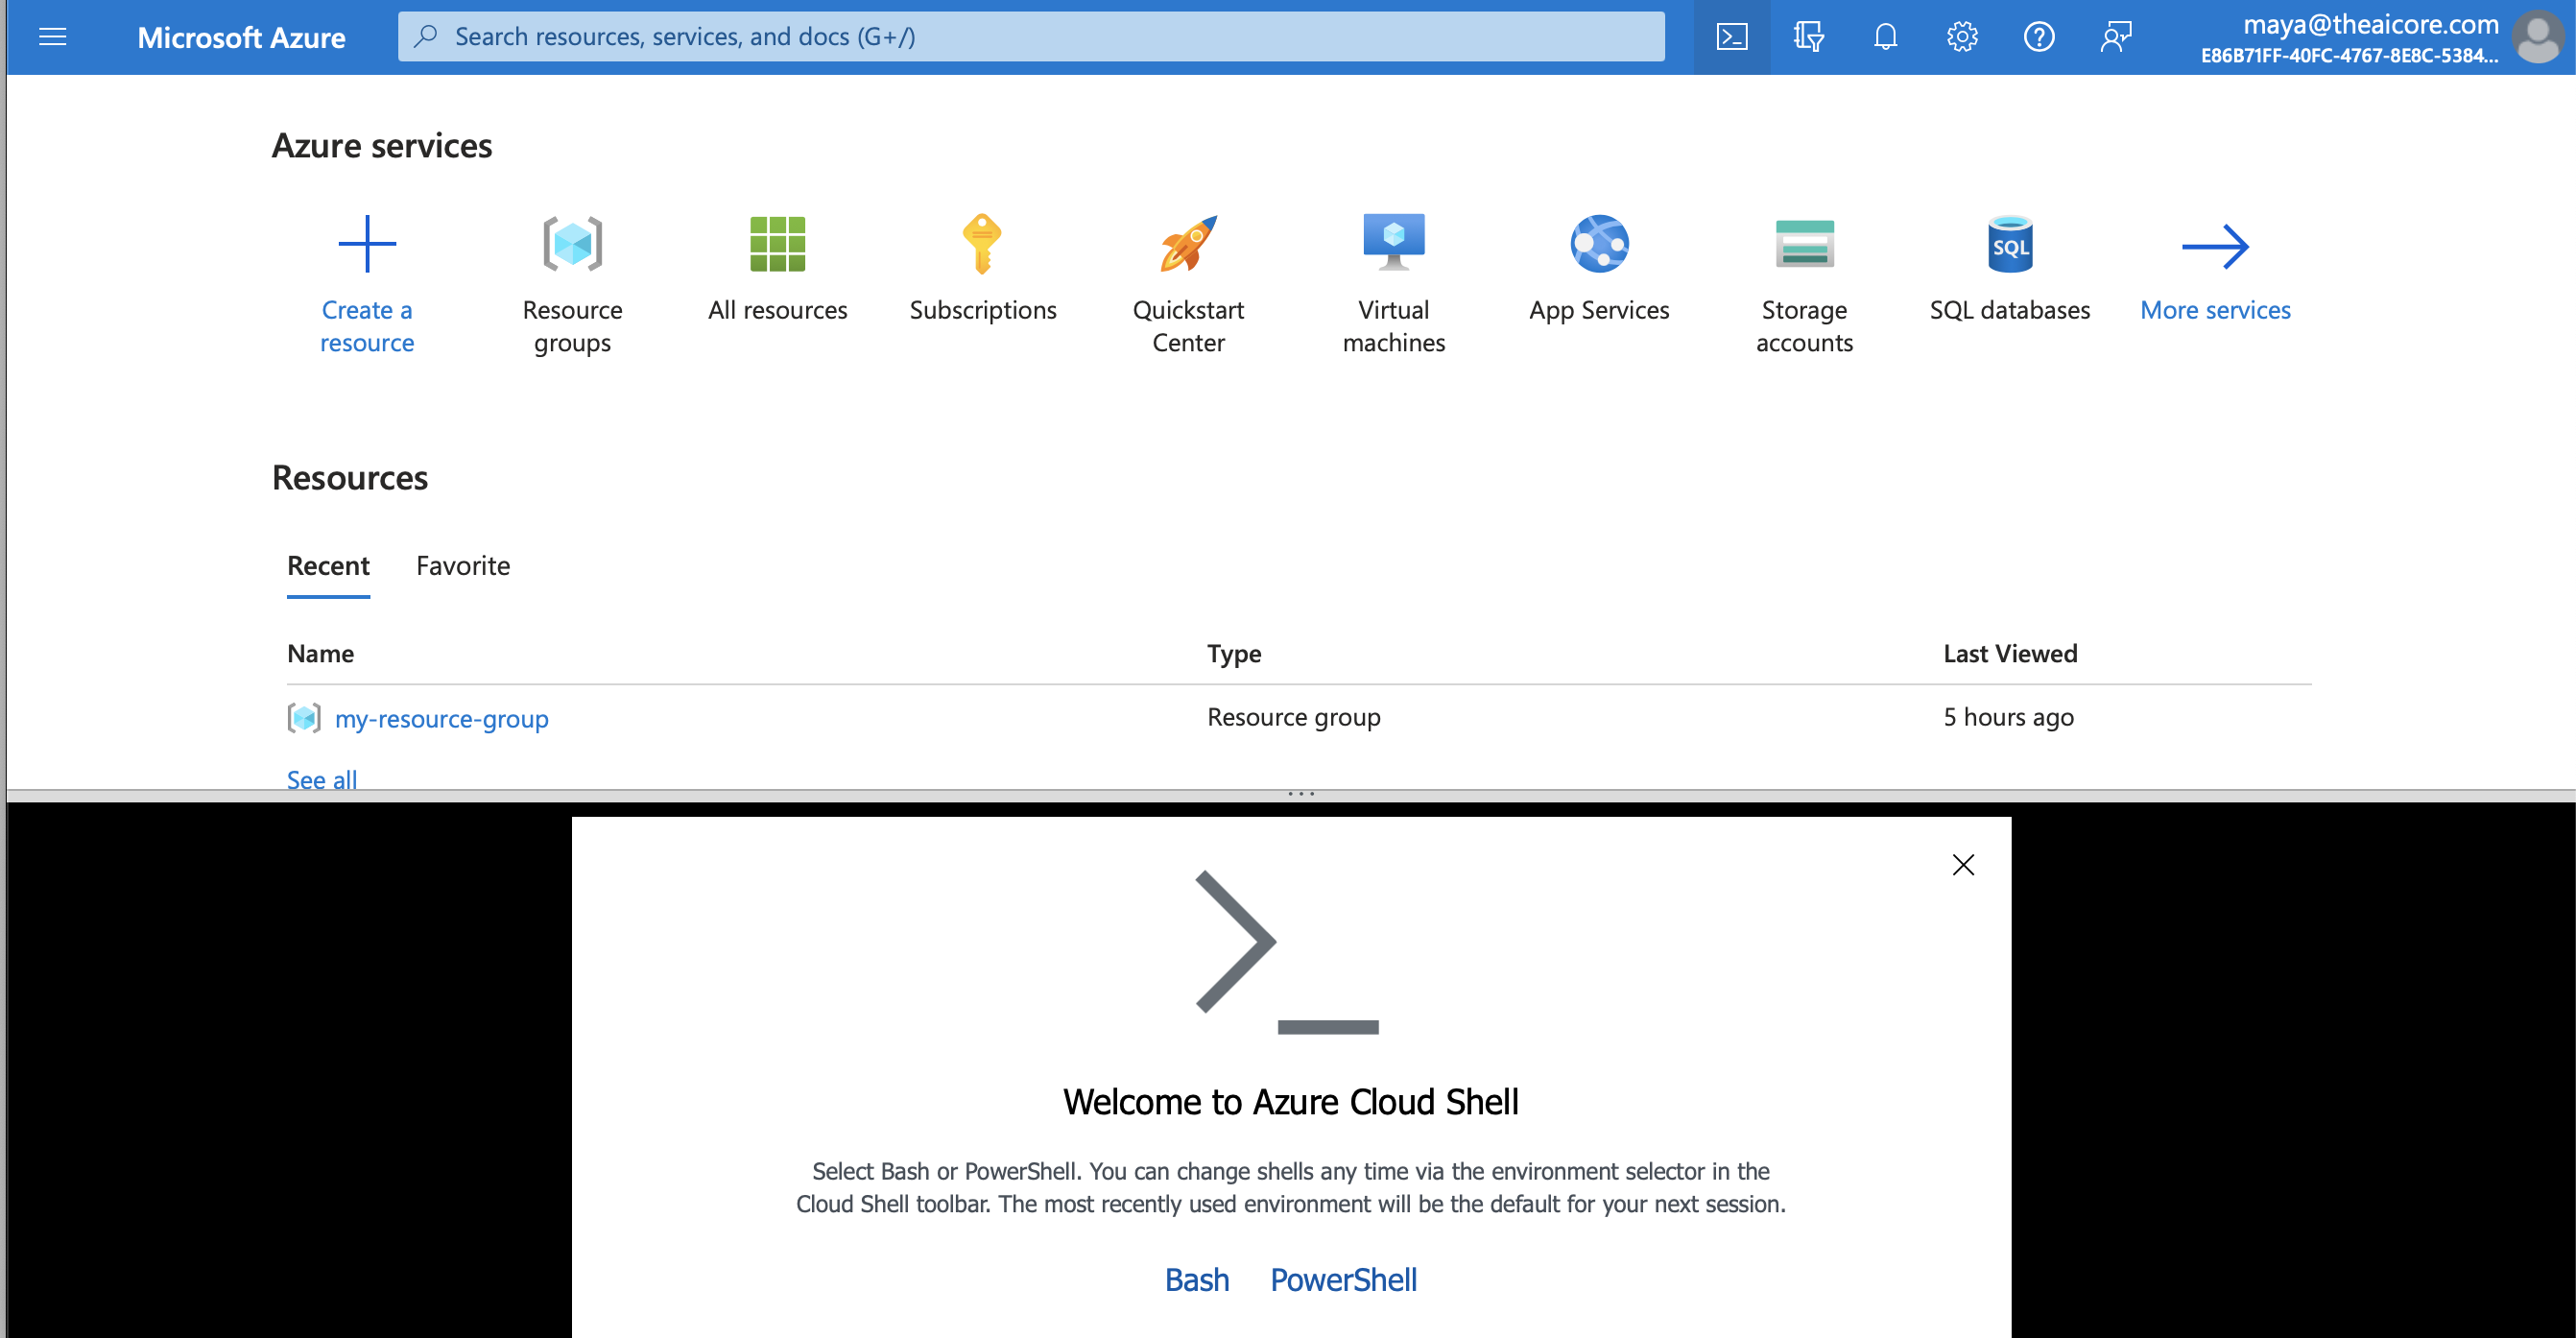 Microsoft Azure
Search resources, services, and docs (G+/)
maya@theaicore.com
E86B71FF-40FC-4767-8E8C-5384...
Azure services
Create a
resource
Resource
groups
All resources
Subscriptions
Quickstart
Center
Virtual
machines
App Services
Storage
accounts
SQL
SQL databases
More services
Resources
Recent Favorite
Name Type Last Viewed
my-resource-group Resource group 5 hours ago
See all
Welcome to Azure Cloud Shell
Select Bash or PowerShell. You can change shells any time via the environment selector in the
Cloud Shell toolbar. The most recently used environment will be the default for your next session.
Bash PowerShell